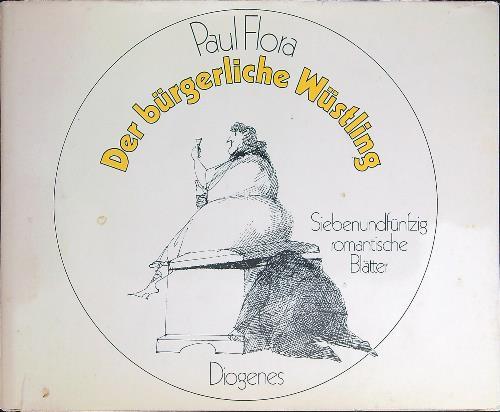 Paul Flora
Der bürgerliche Wüstling
Siebenundfünfzig
romantische
Blätter
Diogenes